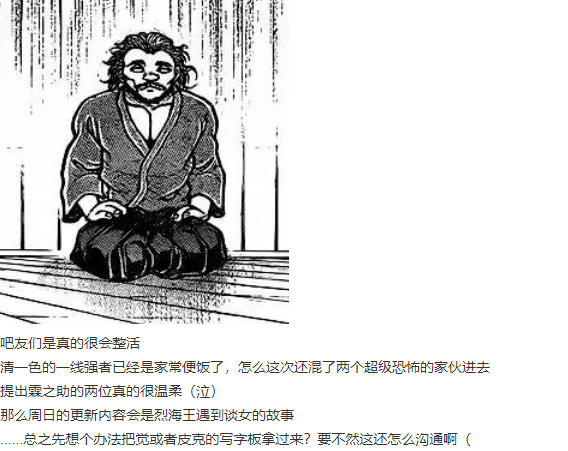 吧友们是真的很会整活
清一色的一线强者已经是家常便饭了，怎么这次还混了两个超级恐怖的家伙进去
提出霖之助的两位真的很温柔（泣）
那么周日的更新内容会是烈海王遇到谈女的故事
……总之先想个办法把觉或者皮克的写字板拿过来？要不然这还怎么沟通啊（